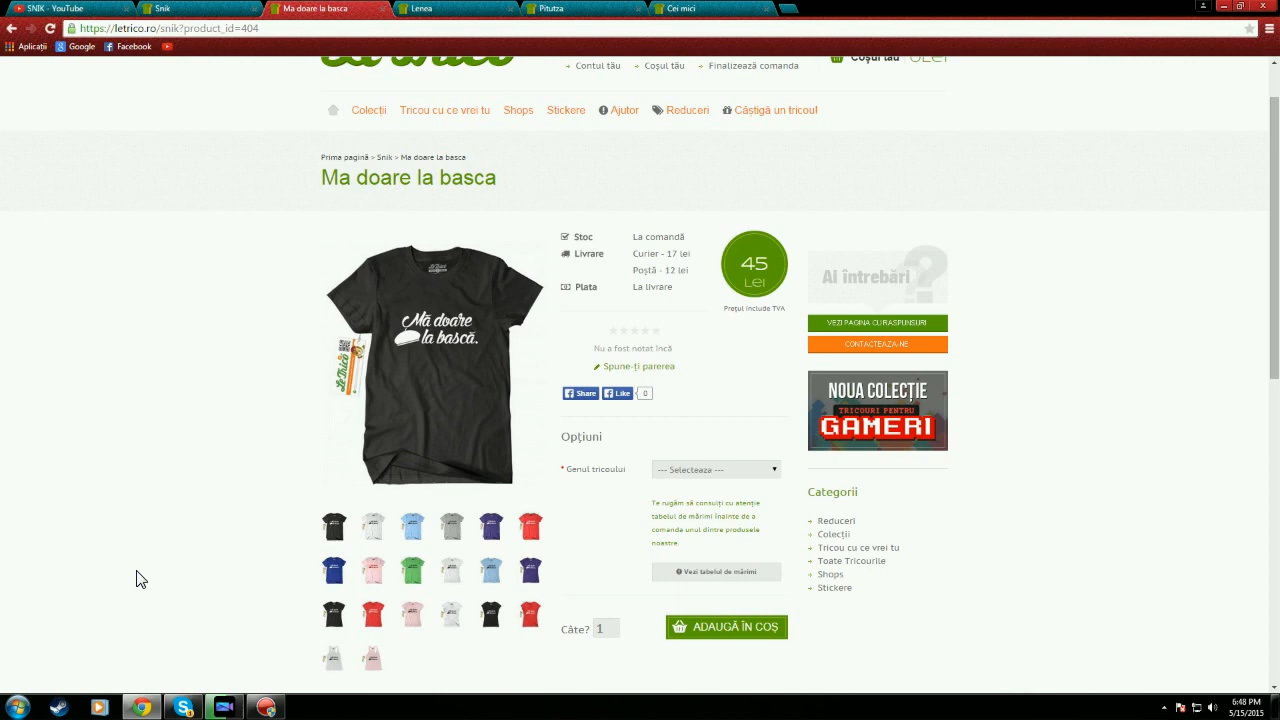 SNIK - YouTube
Snik
Ma doare la basca
Lenea
Pitutza
Cei mici
https://letrico.ro/snik?product_id=404
Aplicații
Google
Facebook
Contul tău
Coșul tău
Finalizează comanda
Coșul tău
0LEI
Colecții
Tricou cu ce vrei tu
Shops
Stickere
Ajutor
Reduceri
Câștigă un tricou!
Prima pagină > Snik > Ma doare la basca
Ma doare la basca
Mă doare
la bască.
Le Trico
Stoc
La comandă
Livrare
Curier - 17 lei
Poștă - 12 lei
Plata
La livrare
45
LEI
Prețul include TVA
Nu a fost notat încă
Spune-ți parerea
Share
Like
0
Opțiuni
* Genul tricoului
--- Selecteaza ---
Te rugăm să consulți cu atenție
tabelul de mărimi înainte de a
comanda unul dintre produsele
noastre.
Vezi tabelul de mărimi
Câte?
1
ADAUGĂ ÎN COȘ
Ai întrebări
?
VEZI PAGINA CU RASPUNSURI
CONTACTEAZA-NE
NOUA COLECȚIE
TRICOURI PENTRU
GAMERI
Categorii
Reduceri
Colecții
Tricou cu ce vrei tu
Toate Tricourile
Shops
Stickere
6:48 PM
5/15/2015